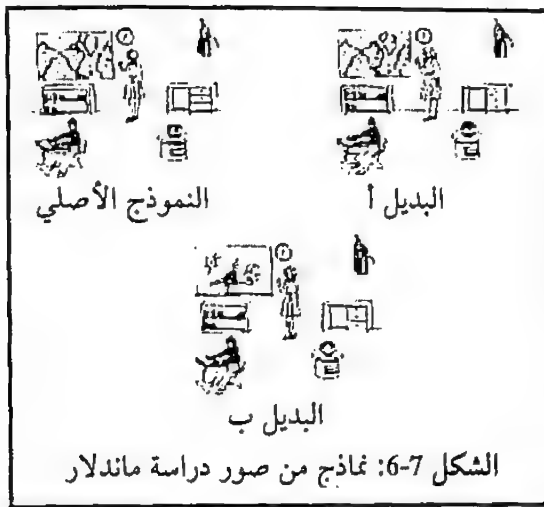 البديل أ
النموذج الأصلي
البديل ب
الشكل 7-6: نماذج من صور دراسة ماندلار